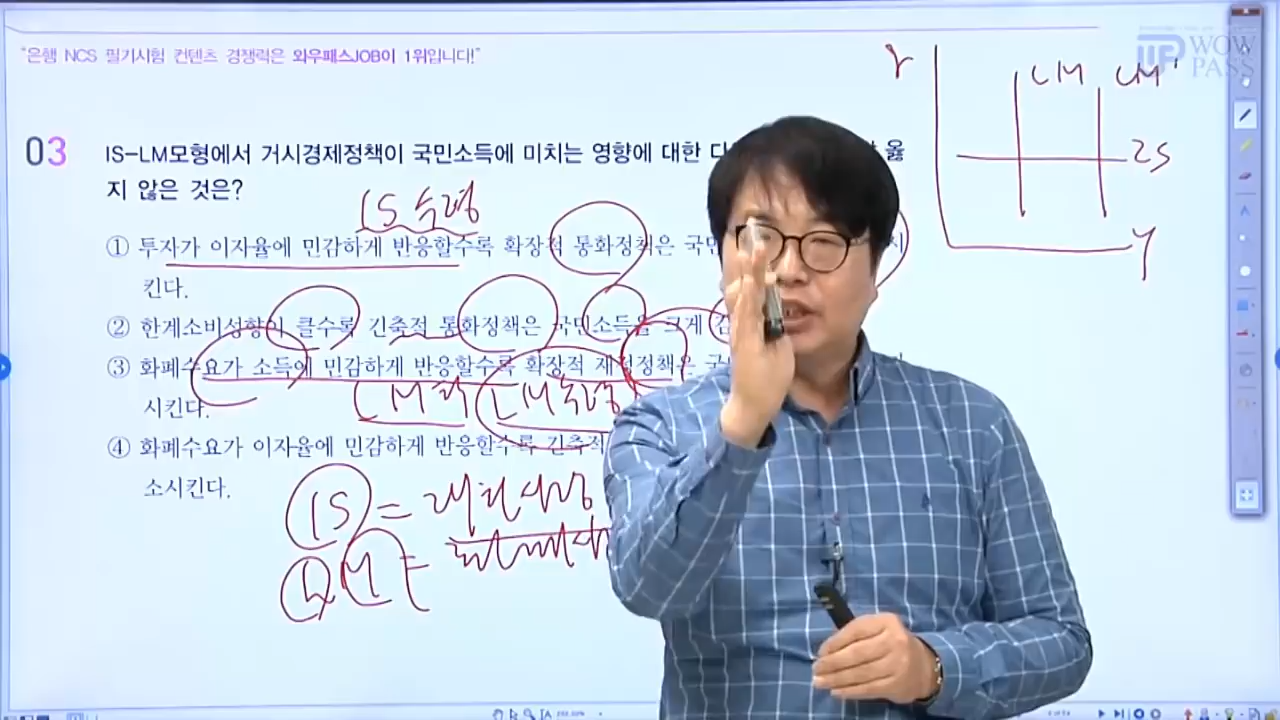 "은행 NCS 필기시험 컨텐츠 경쟁력은 와우패스JOB이 1위입니다!"
WOW
PASS
r
LM LM'
IS
Y
03 IS-LM모형에서 거시경제정책이 국민소득에 미치는 영향에 대한 옳
지 않은 것은?
IS 수평
① 투자가 이자율에 민감하게 반응할수록 확장적 통화정책은 국민 시
킨다.
② 한계소비성향이 클수록 긴축적 통화정책은 국민소득을 크게
③ 화폐수요가 소득에 민감하게 반응할수록 확장적 재정정책은
시킨다.
LM LM
④ 화폐수요가 이자율에 민감하게 반응할수록 긴축적
소시킨다.
IS =
LM =